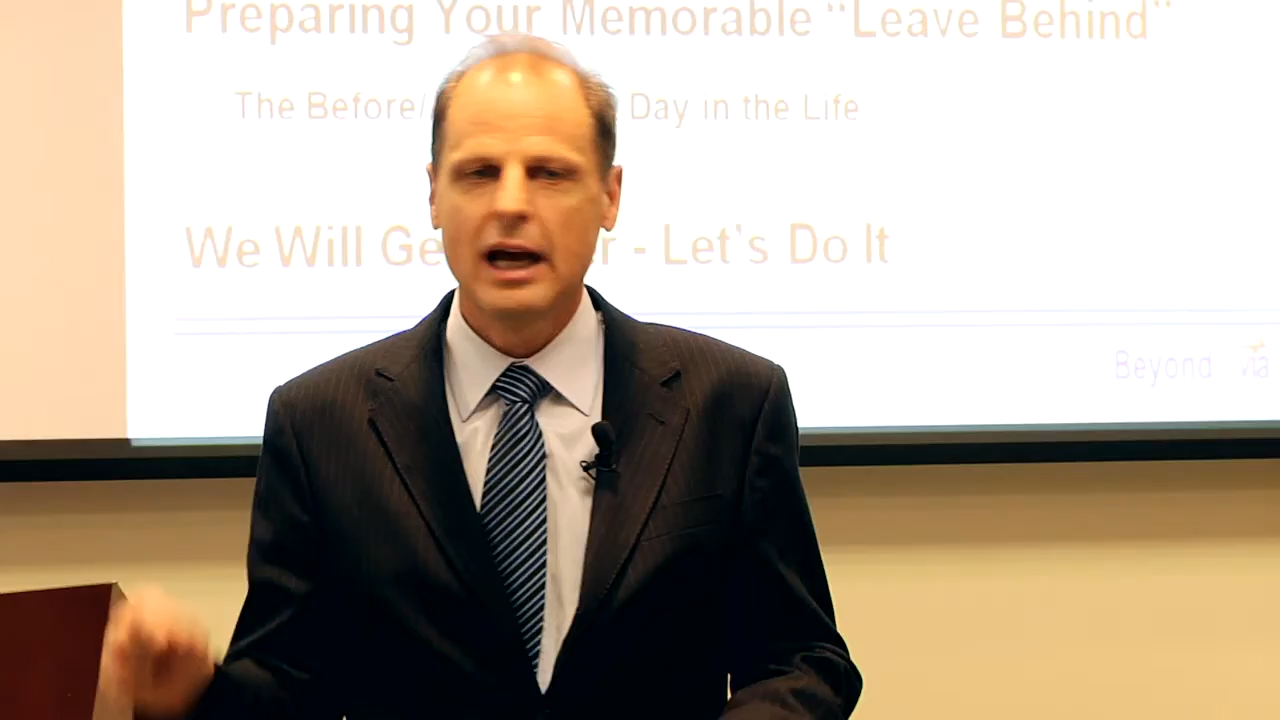 Preparing Your Memorable “Leave Behind”
The Before/ Day in the Life
We Will Ge r - Let's Do It
Beyond